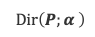 Dir(𝑷; 𝜶)